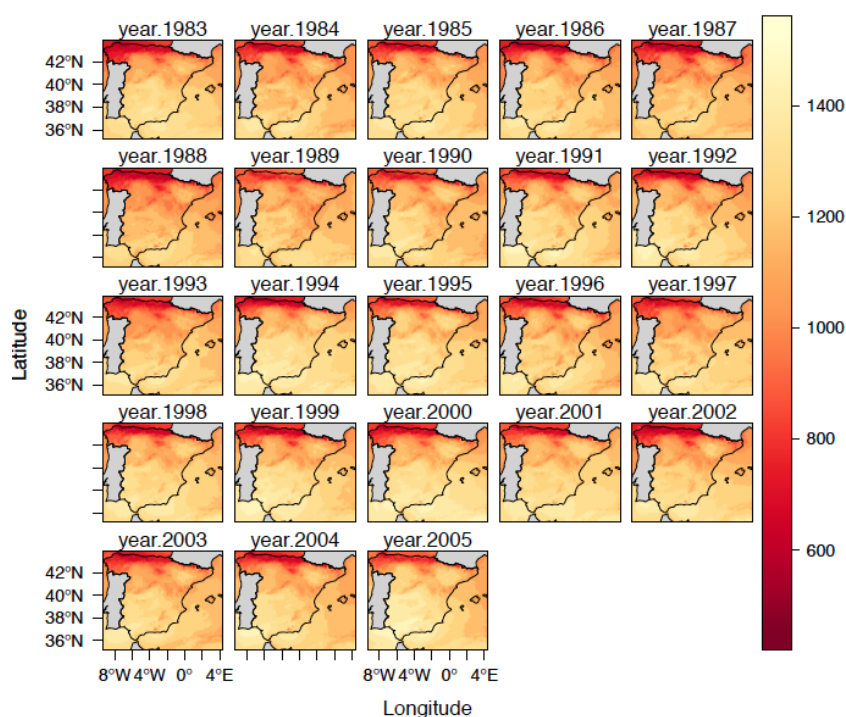 year.1983 year.1984 year.1985 year.1986 year.1987
42°N
40°N
38°N
36°N
year.1988 year.1989 year.1990 year.1991 year.1992
year.1993 year.1994 year.1995 year.1996 year.1997
42°N
40°N
38°N
36°N
year.1998 year.1999 year.2000 year.2001 year.2002
year.2003 year.2004 year.2005
42°N
40°N
38°N
36°N
8°W 4°W 0° 4°E 8°W 4°W 0° 4°E
Latitude
Longitude
1400
1200
1000
800
600